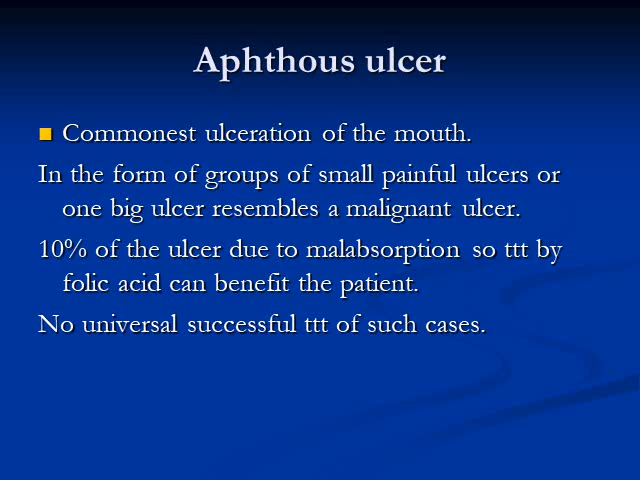 Aphthous ulcer
Commonest ulceration of the mouth.
In the form of groups of small painful ulcers or
one big ulcer resembles a malignant ulcer.
10% of the ulcer due to malabsorption so ttt by
folic acid can benefit the patient.
No universal successful ttt of such cases.